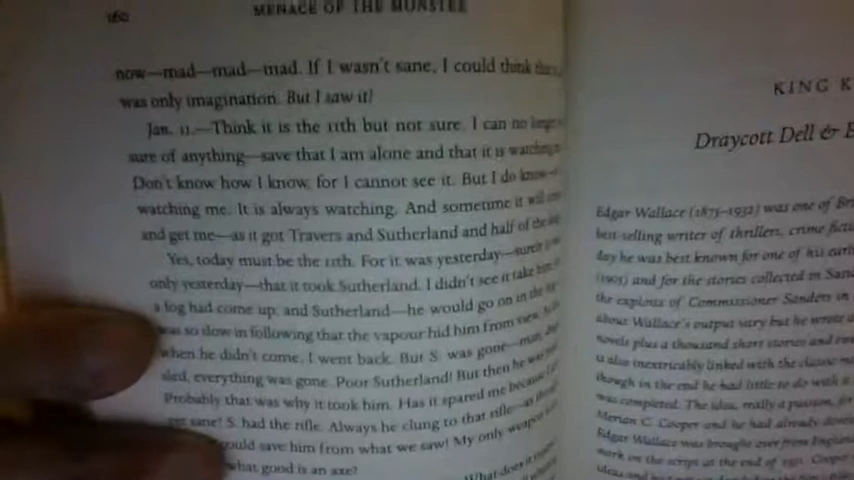 160
MENACE OF THE MONSTER
now—mad—mad—mad. If I wasn't sane, I could think this
was only imagination. But I saw it!
Jan. 11.—Think it is the 11th but not sure. I can no longer
sure of anything—save that I am alone and that it is watching
Don't know how I know, for I cannot see it. But I do know—
watching me. It is always watching. And sometime it will
and get me—as it got Travers and Sutherland and half of the
Yes, today must be the 11th. For it was yesterday—surely
only yesterday—that it took Sutherland. I didn't see it take him
a fog had come up, and Sutherland—he would go on in the
was so slow in following that the vapour hid him from view.
when he didn't come, I went back. But S. was gone—man,
sled, everything was gone. Poor Sutherland! But then he was
Probably that was why it took him. Has it spared me because
get sane? S. had the rifle. Always he clung to that rifle—as
could save him from what we saw! My only weapon
what good is an axe?
What does it
KING K
Draycott Dell & E
Edgar Wallace (1875–1932) was one of Bri
best-selling writer of thrillers, crime fictio
day he was best known for one of his earli
(1905) and for the stories collected in Sand
the exploits of Commissioner Sanders in
about Wallace's output vary but he wrote a
novels plus a thousand short stories and
is also inextricably linked with the classic
though in the end he had little to do with
was completed. The idea, really a passion, for
Merian C. Cooper and he had already
Edgar Wallace was brought over from England
work on the script at the end of 1931. Cooper
ideas and